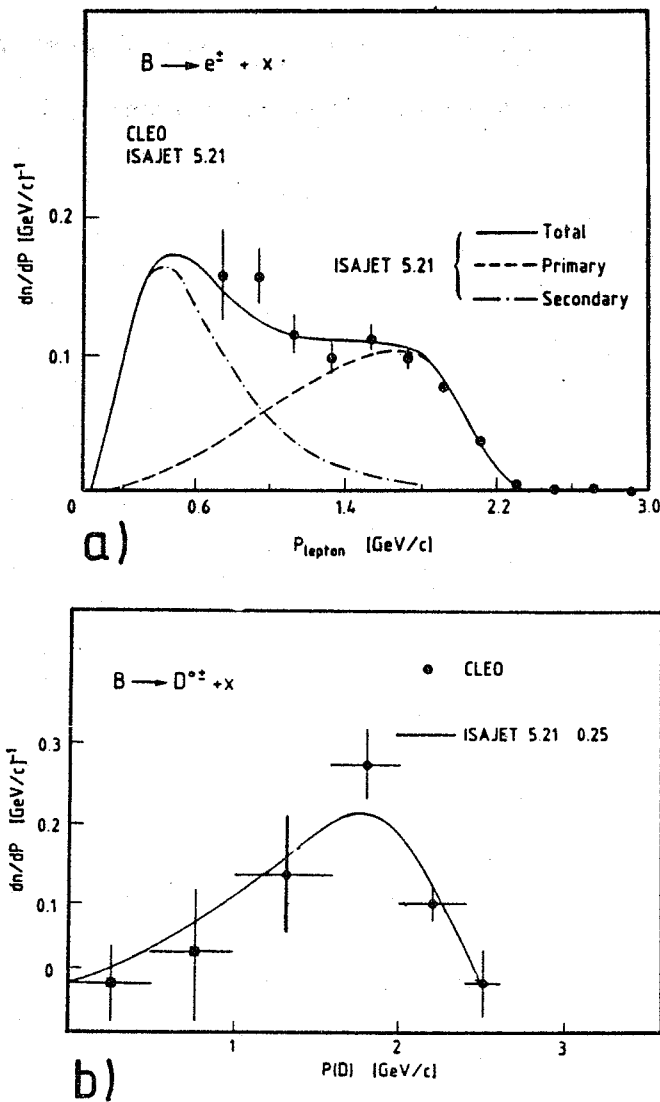 B → e± + x
CLEO
ISAJET 5.21
dn/dP [GeV/c]⁻¹
0.2
0.1
0
ISAJET 5.21
Total
Primary
Secondary
0
0.6
1.4
2.2
3.0
P lepton [GeV/c]
a)
B → D°± + x
CLEO
ISAJET 5.21 0.25
dn/dP [GeV/c]⁻¹
0.3
0.2
0.1
0
1
2
3
P(D) [GeV/c]
b)